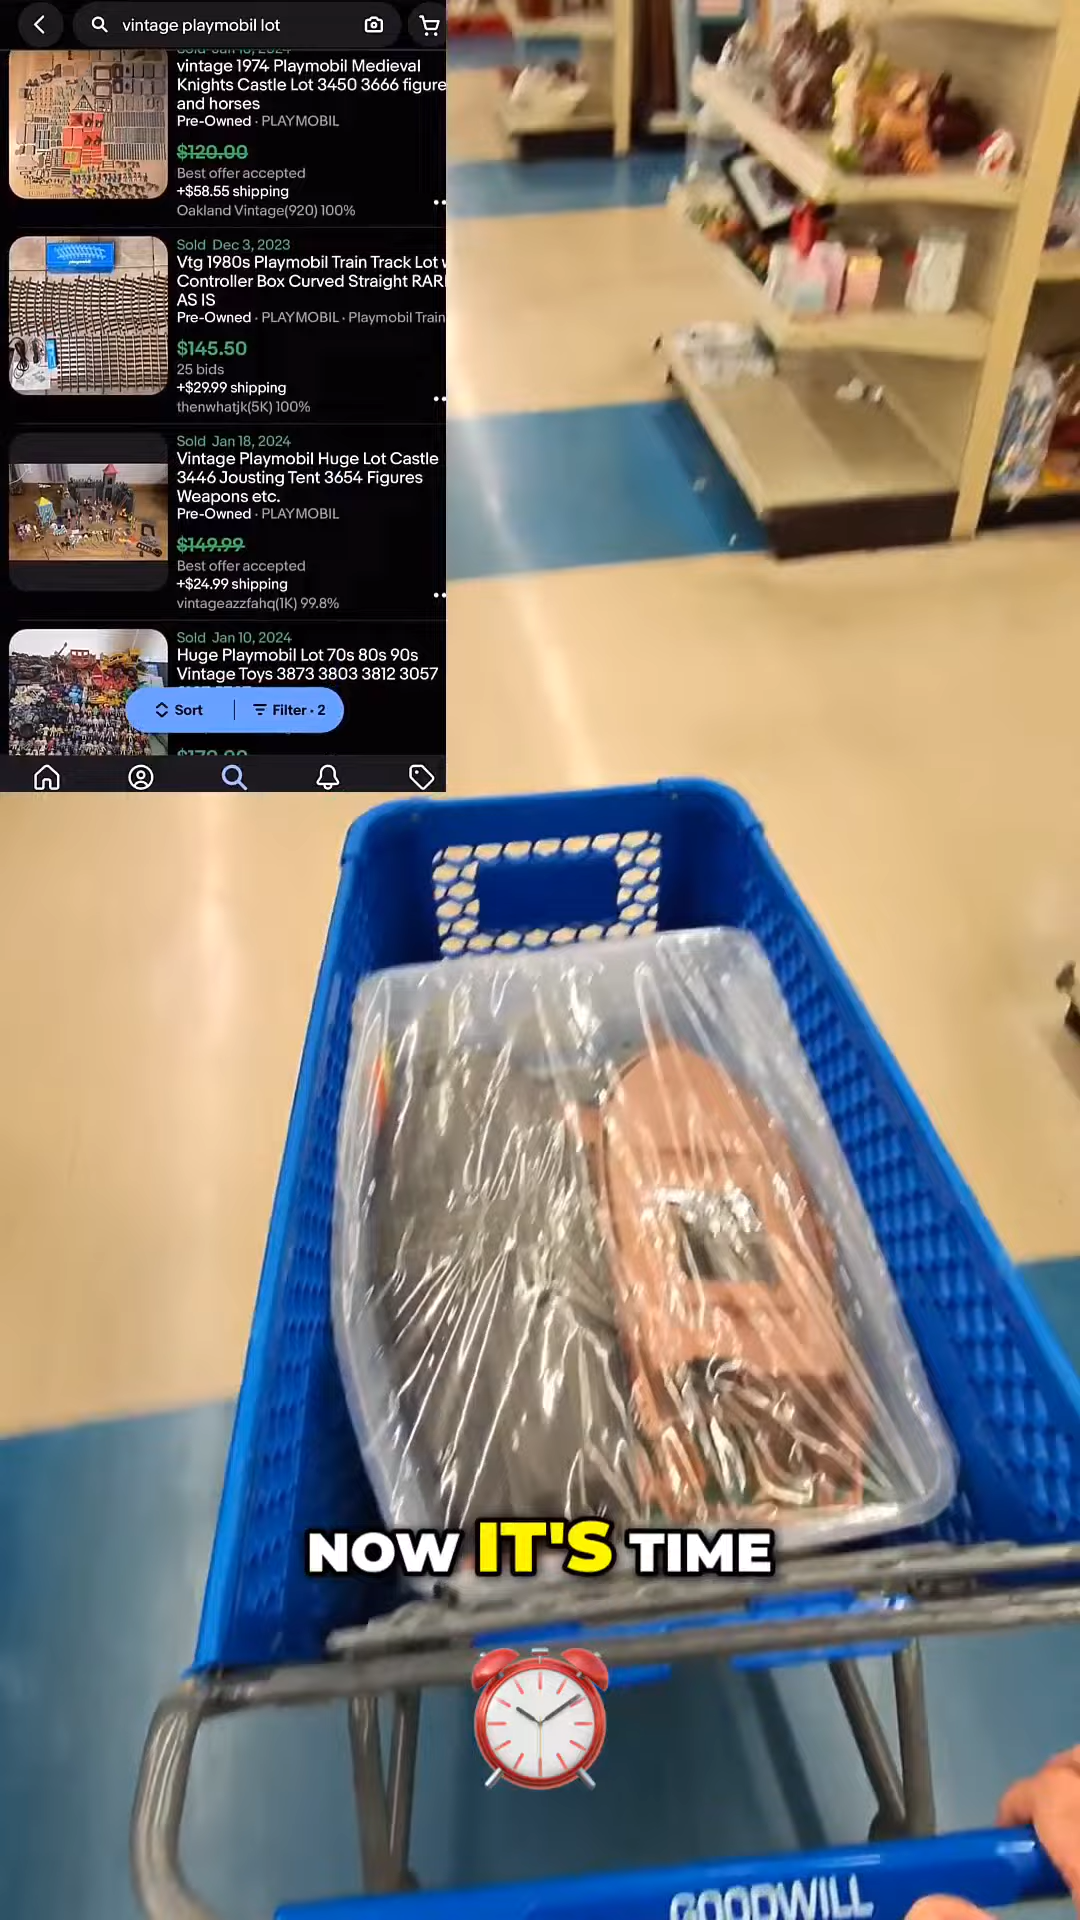 vintage playmobil lot
Sold Jan 10, 2024
vintage 1974 Playmobil Medieval
Knights Castle Lot 3450 3666 figure
and horses
Pre-Owned · PLAYMOBIL
$120.00
Best offer accepted
+$58.55 shipping
Oakland Vintage(920) 100%
Sold Dec 3, 2023
Vtg 1980s Playmobil Train Track Lot
Controller Box Curved Straight RAR
AS IS
Pre-Owned · PLAYMOBIL · Playmobil Train
$145.50
25 bids
+$29.99 shipping
thenwhatjk(5K) 100%
Sold Jan 18, 2024
Vintage Playmobil Huge Lot Castle
3446 Jousting Tent 3654 Figures
Weapons etc.
Pre-Owned · PLAYMOBIL
$149.99
Best offer accepted
+$24.99 shipping
vintageazzfahq(1K) 99.8%
Sold Jan 10, 2024
Huge Playmobil Lot 70s 80s 90s
Vintage Toys 3873 3803 3812 3057
Sort
Filter · 2
NOW IT'S TIME
GOODWILL